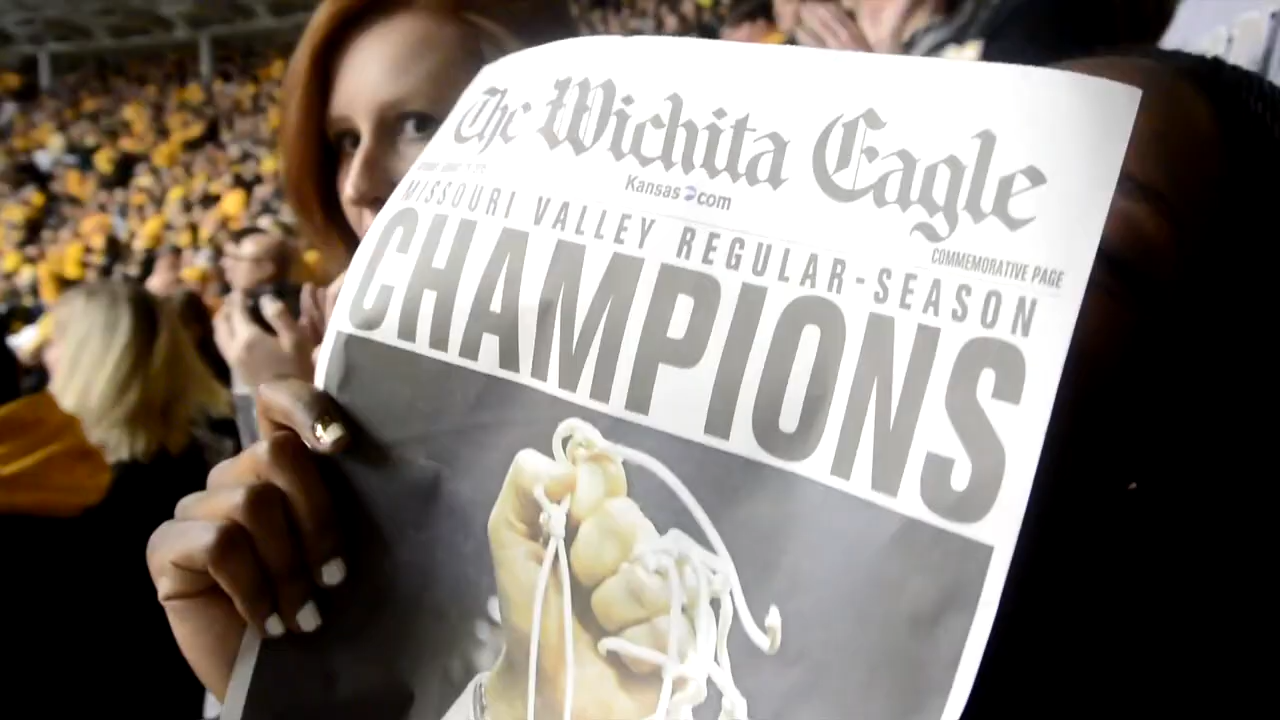 The Wichita Eagle
Kansas.com
COMMEMORATIVE PAGE
MISSOURI VALLEY REGULAR-SEASON
CHAMPIONS